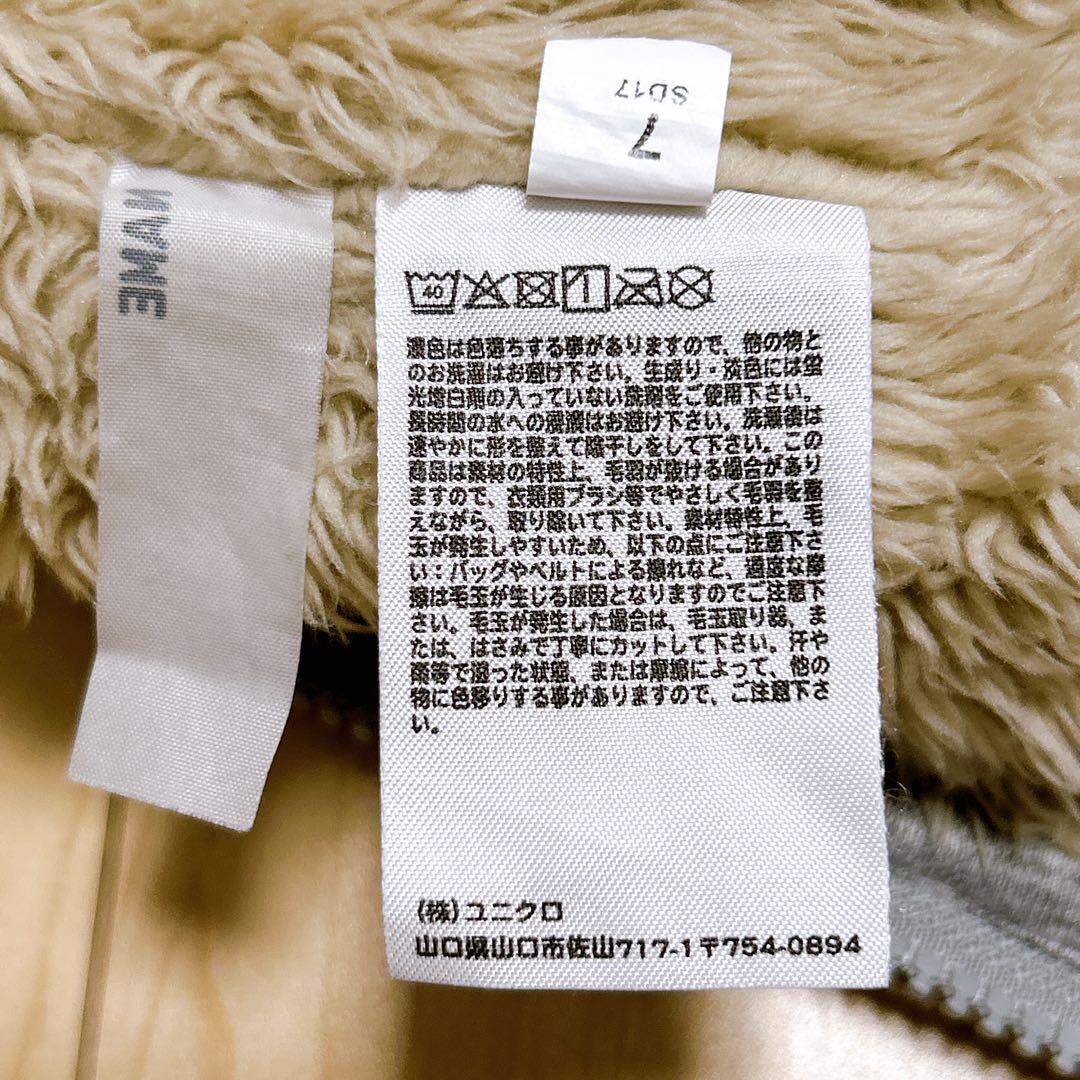 SD17
7
NAME
40
濃色は色落ちする事がありますので、他の物と
のお洗濯はお避け下さい。生成り・淡色には蛍
光増白剤の入っていない洗剤をご使用下さい。
長時間の水への浸漬はお避け下さい。洗濯後は
速やかに形を整えて陰干しをして下さい。この
商品は素材の特性上、毛羽が抜ける場合があり
ますので、衣類用ブラシ等でやさしく毛羽を整
えながら、取り除いて下さい。素材特性上、毛
玉が発生しやすいため、以下の点にご注意下さ
い:バッグやベルトによる擦れなど、過度な摩
擦は毛玉が生じる原因となりますのでご注意下
さい。毛玉が発生した場合は、毛玉取り器、ま
たは、はさみで丁寧にカットして下さい。汗や
雨等で湿った状態、または摩擦によって、他の
物に色移りする事がありますので、ご注意下さ
い。
(株)ユニクロ
山口県山口市佐山717-1〒754-0894